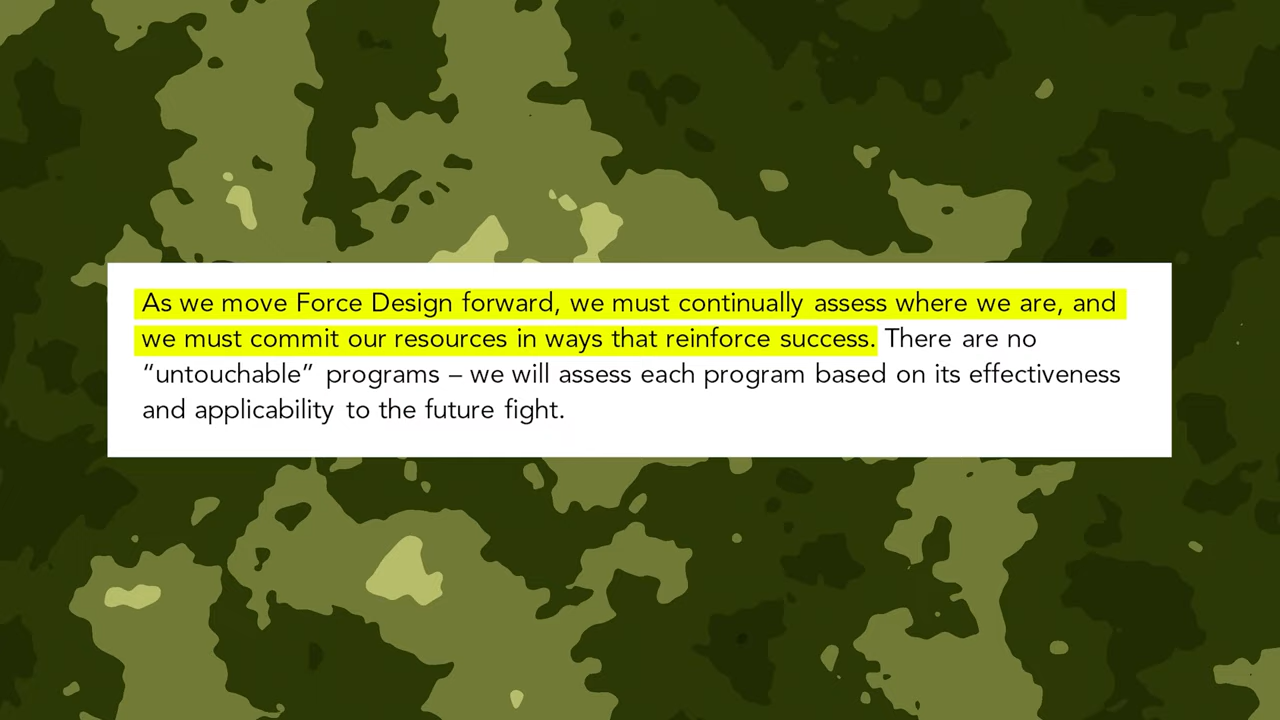 As we move Force Design forward, we must continually assess where we are, and
we must commit our resources in ways that reinforce success. There are no
“untouchable” programs – we will assess each program based on its effectiveness
and applicability to the future fight.